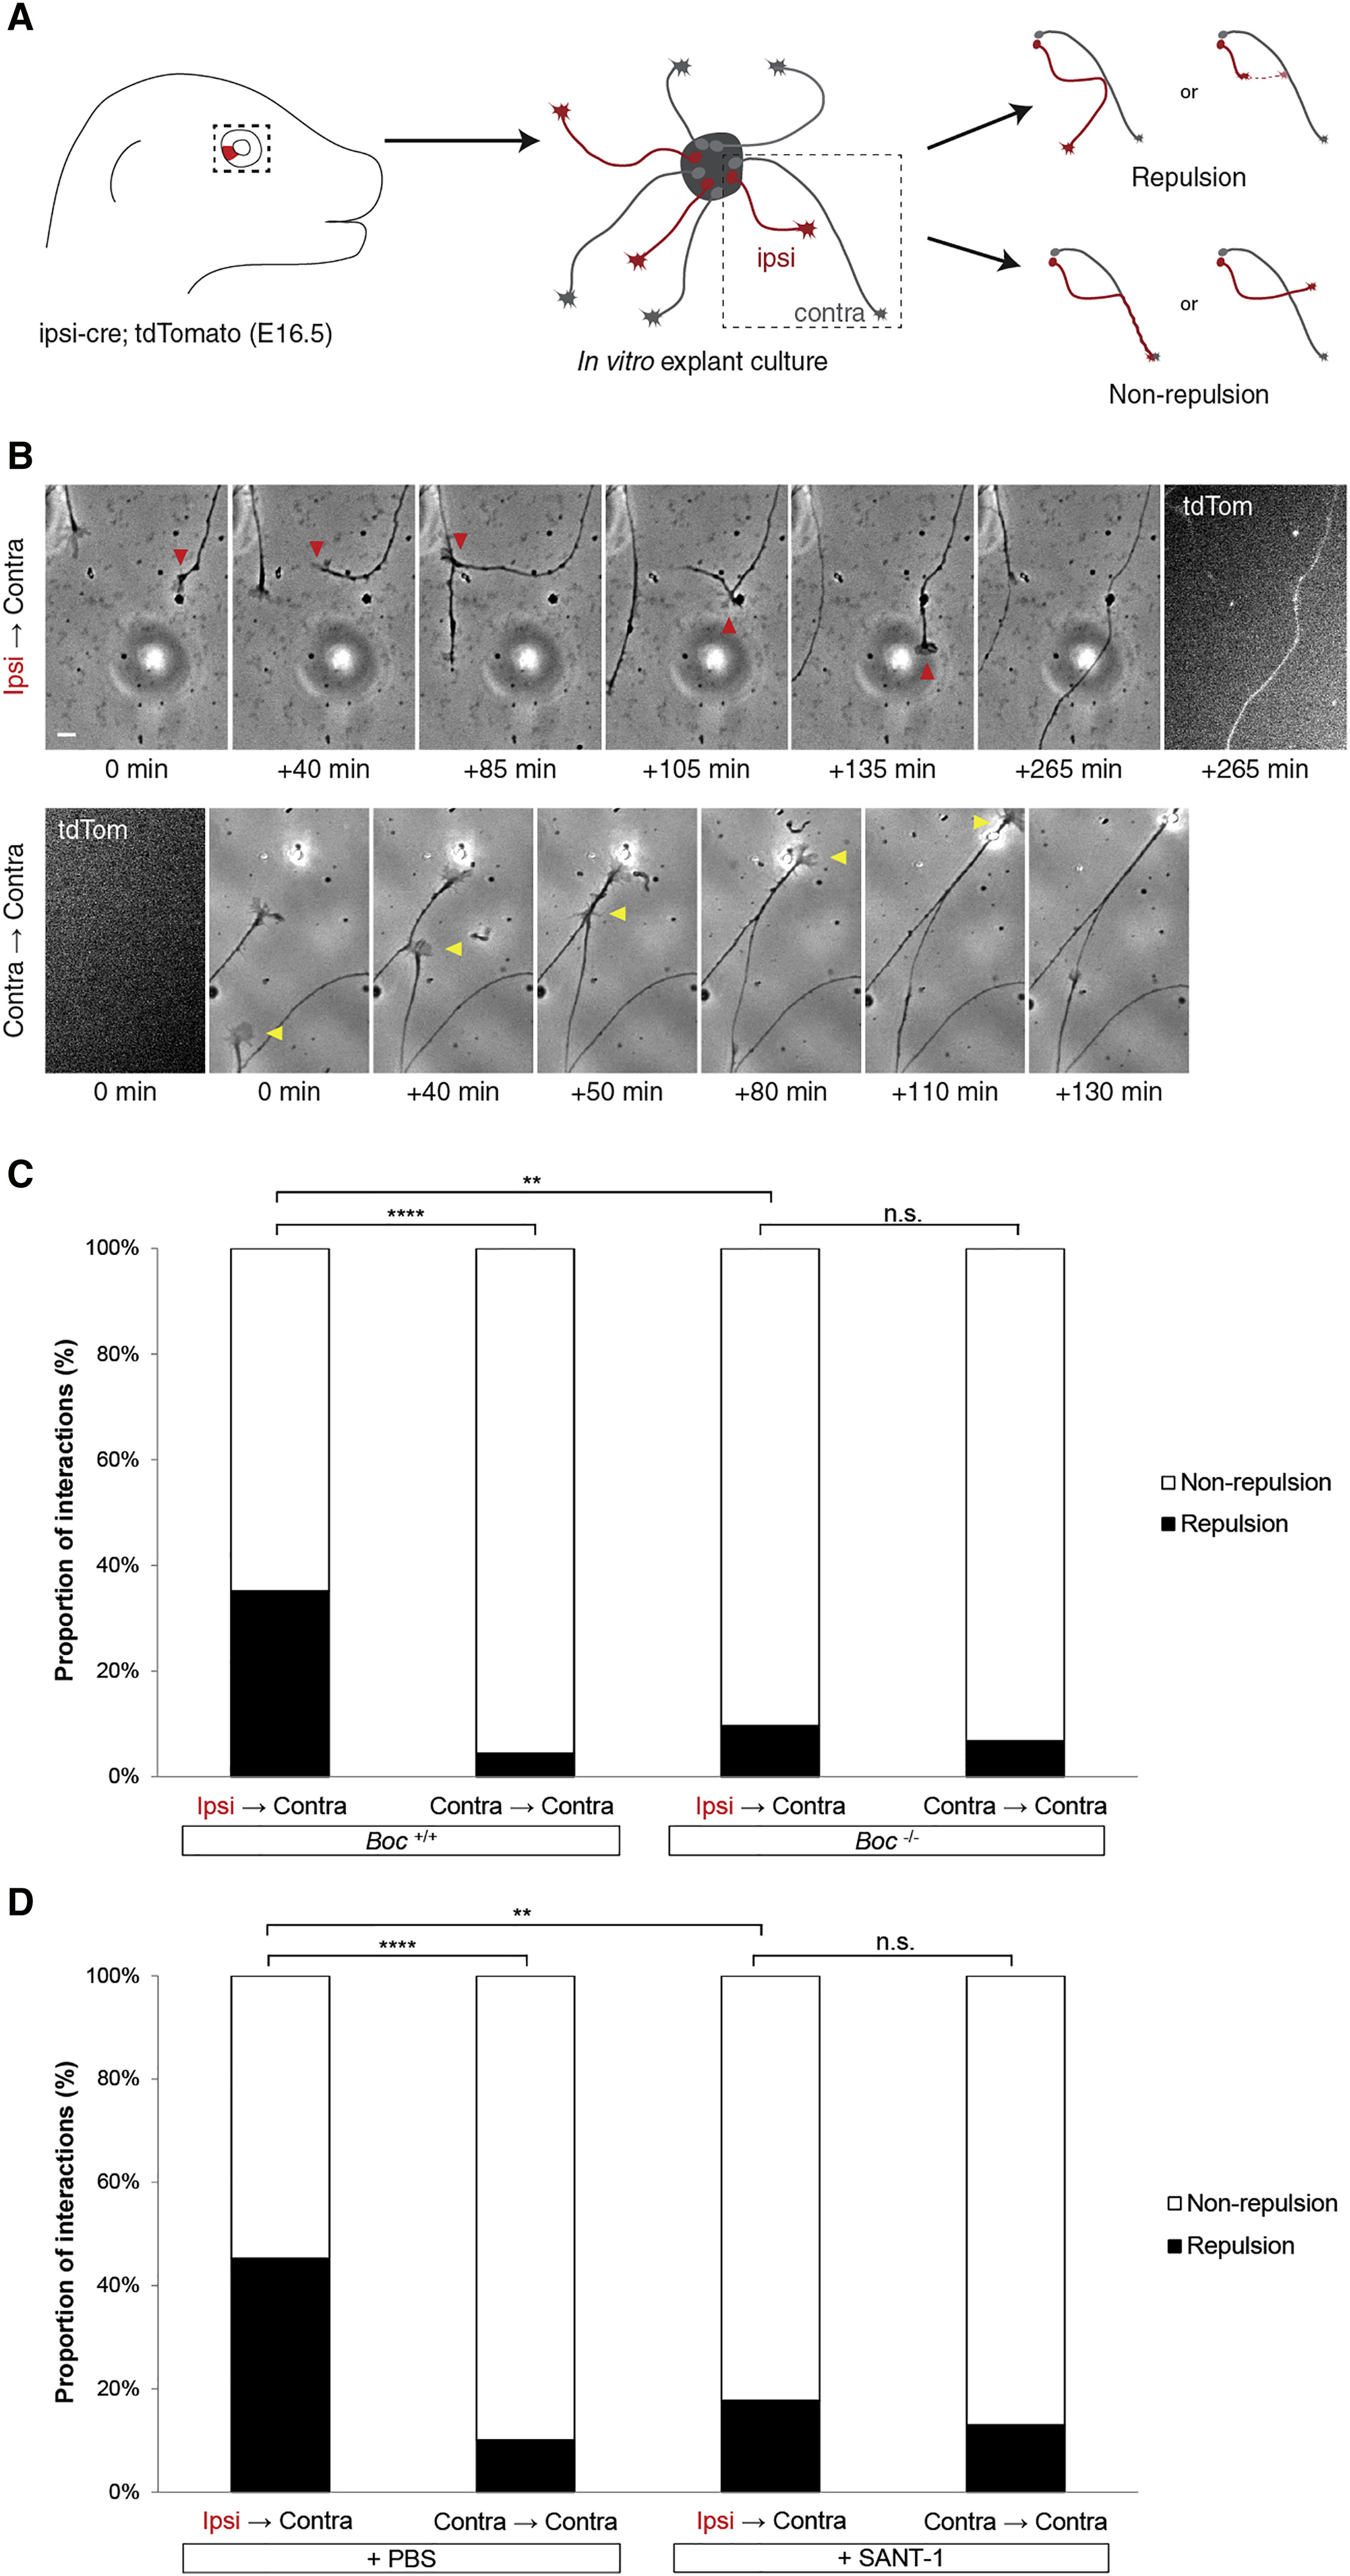 A
ipsi-cre; tdTomato (E16.5)
ipsi
contra
In vitro explant culture
or
Repulsion
or
Non-repulsion
B
Ipsi → Contra
tdTom
0 min +40 min +85 min +105 min +135 min +265 min +265 min
Contra → Contra
tdTom
0 min 0 min +40 min +50 min +80 min +110 min +130 min
C
**
**** n.s.
Proportion of interactions (%)
100%
80%
60%
40%
20%
0%
Non-repulsion
Repulsion
Ipsi → Contra Contra → Contra Ipsi → Contra Contra → Contra
Boc +/+ Boc -/-
D
**
**** n.s.
Proportion of interactions (%)
100%
80%
60%
40%
20%
0%
Non-repulsion
Repulsion
Ipsi → Contra Contra → Contra Ipsi → Contra Contra → Contra
+ PBS + SANT-1